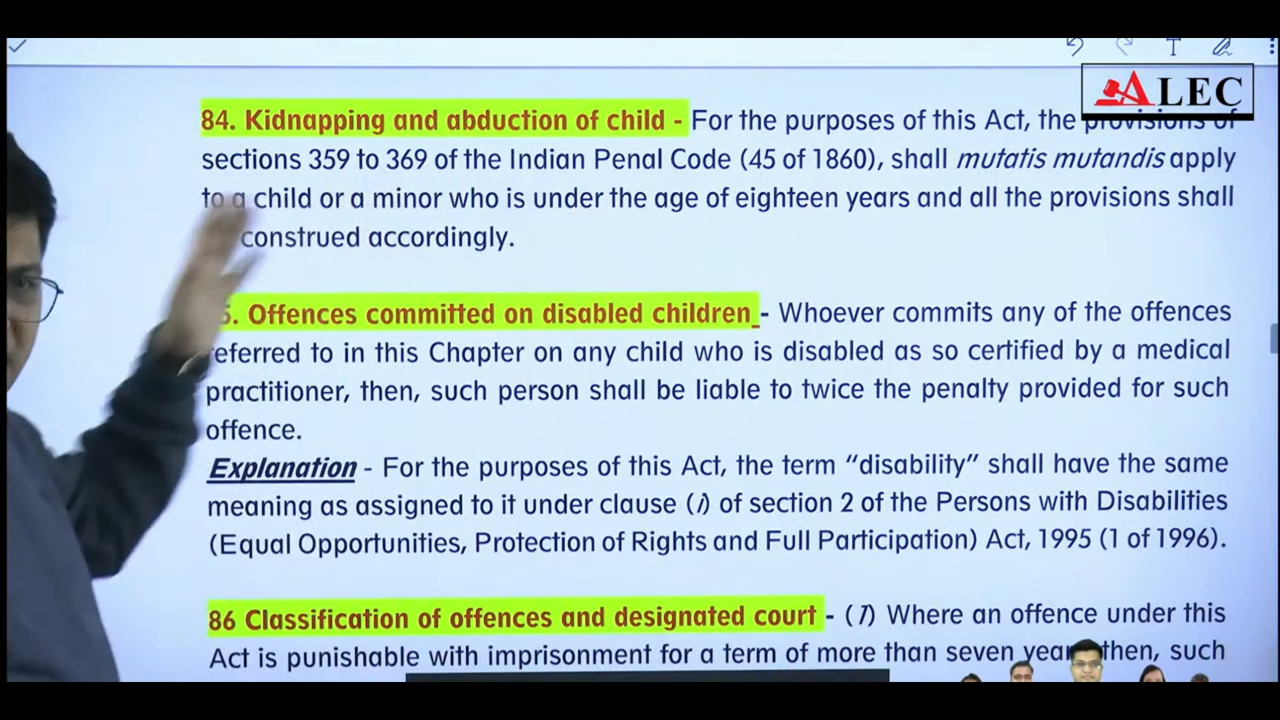 ALEC
84. Kidnapping and abduction of child - For the purposes of this Act, the provisions of
sections 359 to 369 of the Indian Penal Code (45 of 1860), shall mutatis mutandis apply
to a child or a minor who is under the age of eighteen years and all the provisions shall
construed accordingly.
5. Offences committed on disabled children - Whoever commits any of the offences
referred to in this Chapter on any child who is disabled as so certified by a medical
practitioner, then, such person shall be liable to twice the penalty provided for such
offence.
Explanation - For the purposes of this Act, the term “disability” shall have the same
meaning as assigned to it under clause (i) of section 2 of the Persons with Disabilities
(Equal Opportunities, Protection of Rights and Full Participation) Act, 1995 (1 of 1996).
86 Classification of offences and designated court - (1) Where an offence under this
Act is punishable with imprisonment for a term of more than seven years then, such